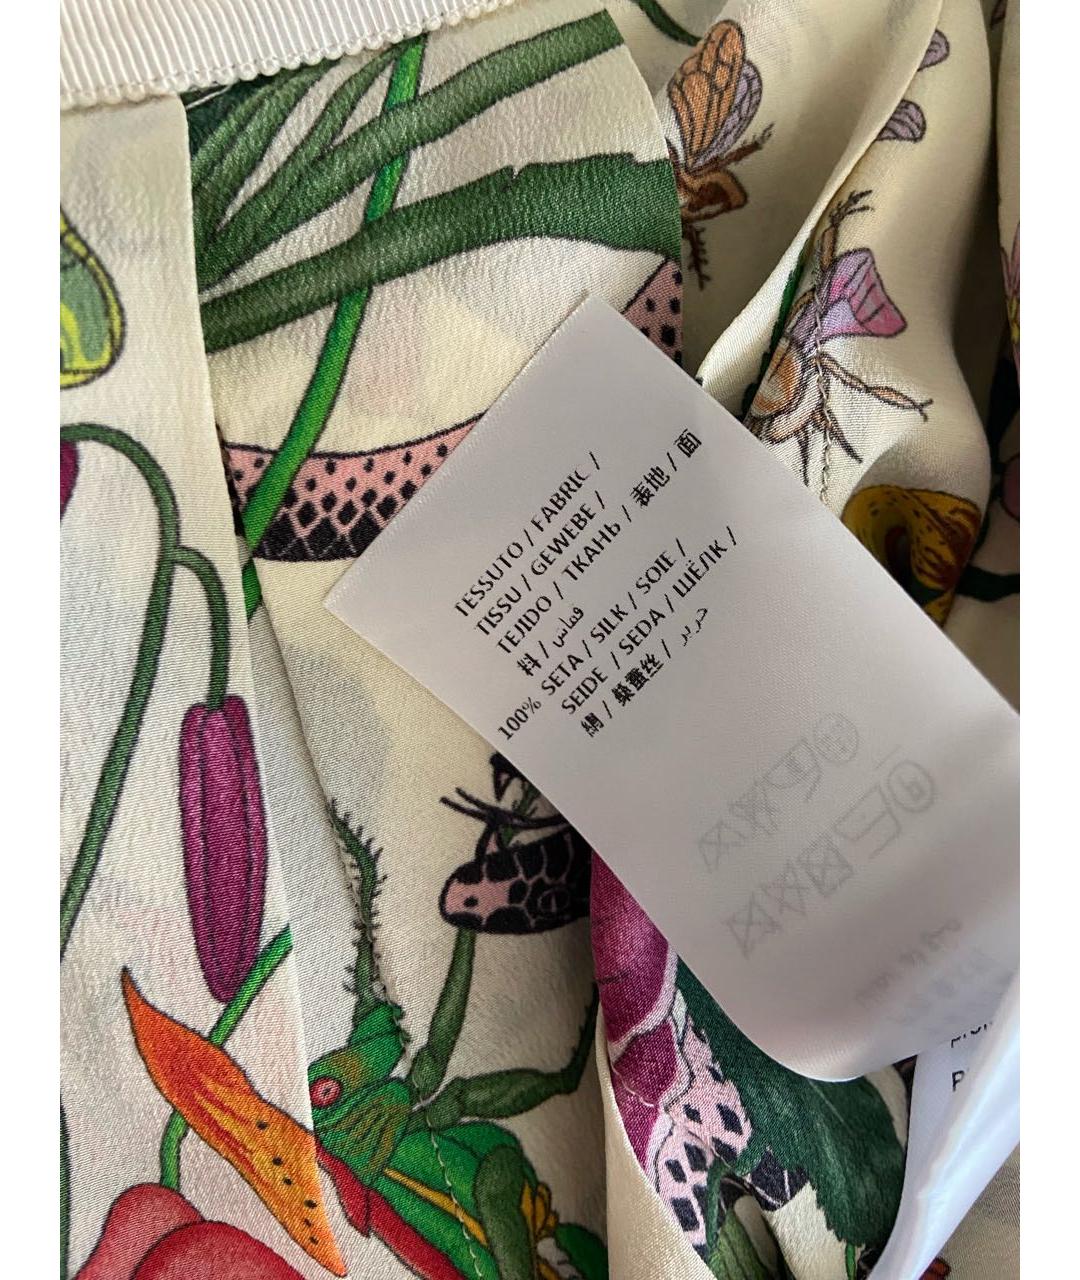 TESSUTO / FABRIC /
TISSU / GEWEBE /
TEJIDO / ТКАНЬ / 表地 / 面
料 / قماش
100% SETA / SILK / SOIE /
SEIDE / SEDA / ШЁЛК /
絹 / 桑蚕丝 / حرير